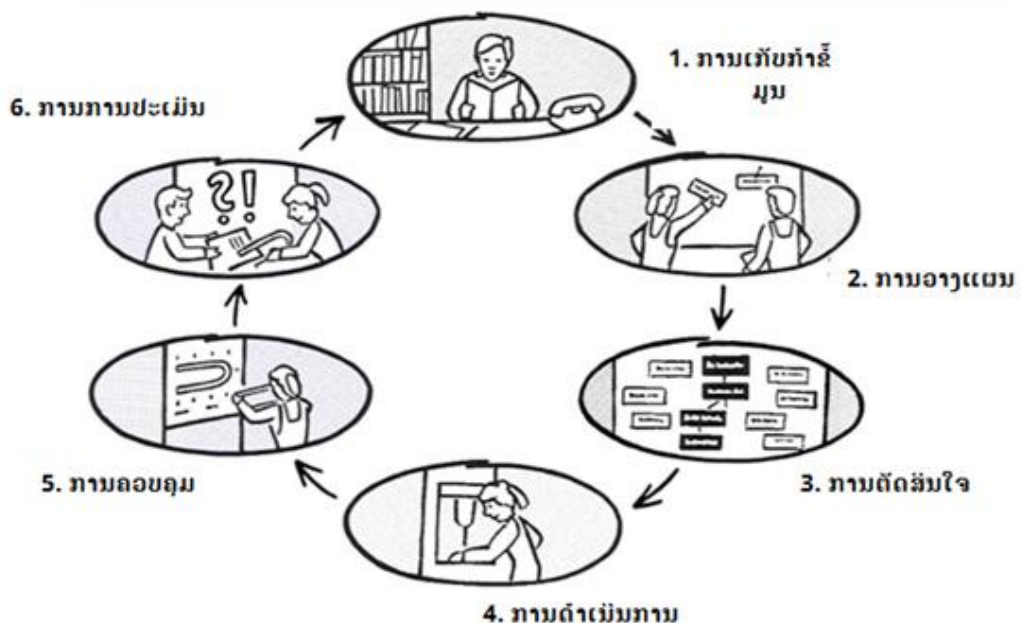 1. ການເກັບກຳຂໍ້
ມູນ
2. ການວາງແຜນ
3. ການຕັດສິນໃຈ
4. ການດຳເນີນການ
5. ການຄວບຄຸມ
6. ການການປະເມີນ
?!